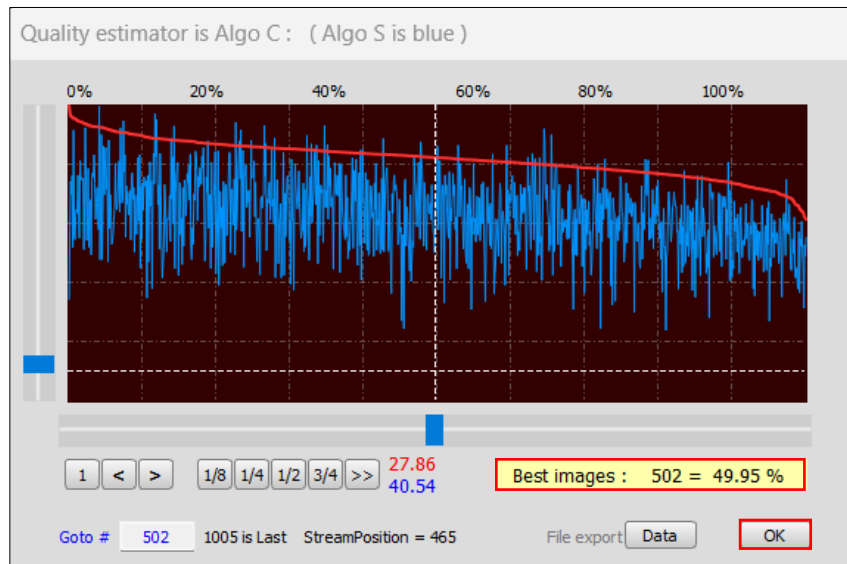 Quality estimator is Algo C : ( Algo S is blue )
0% 20% 40% 60% 80% 100%
1 < > 1/8 1/4 1/2 3/4 >> 27.86
40.54
Best images : 502 = 49.95 %
Goto # 502 1005 is Last StreamPosition = 465 File export Data OK